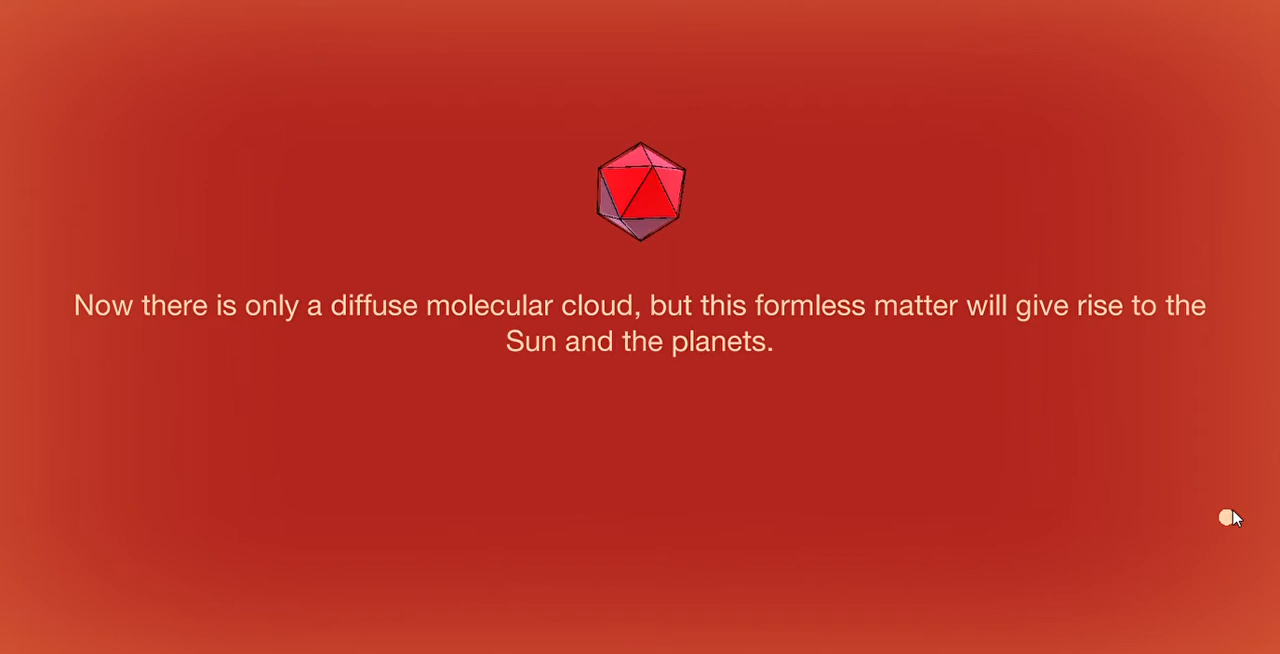 Now there is only a diffuse molecular cloud, but this formless matter will give rise to the
Sun and the planets.